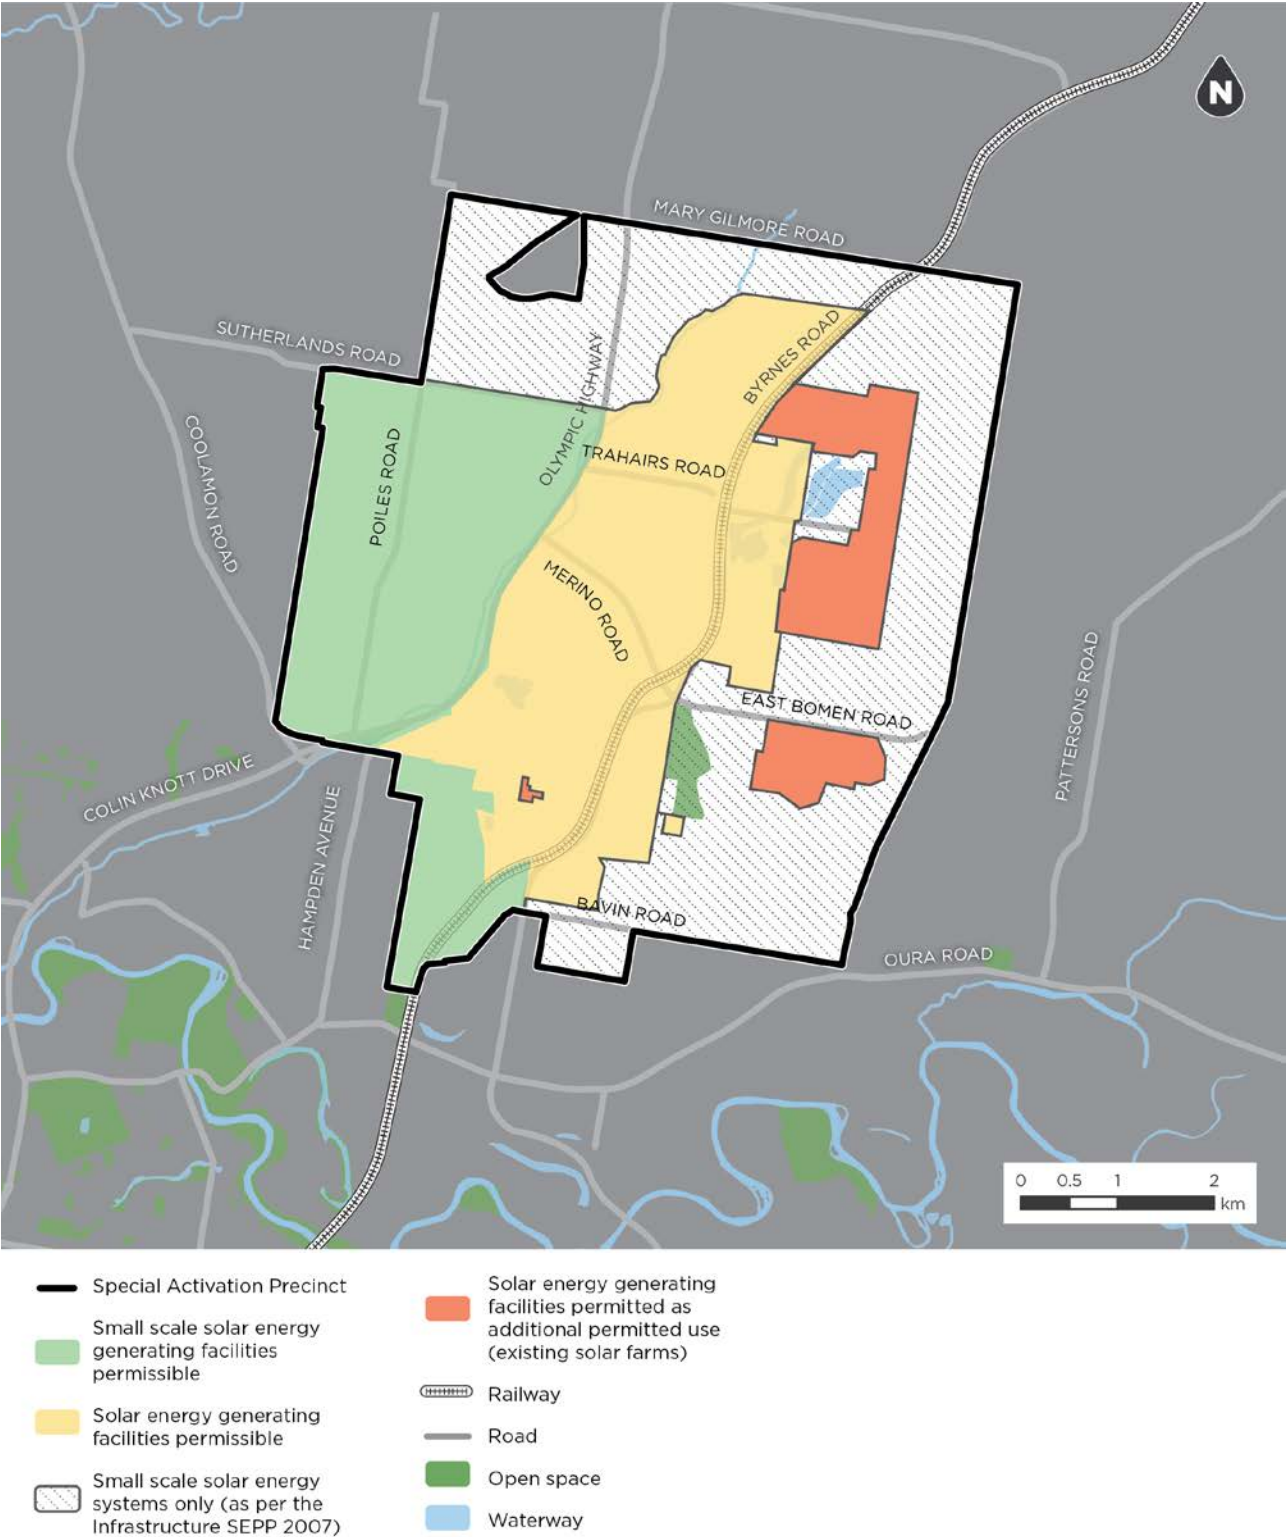 N
MARY GILMORE ROAD
SUTHERLANDS ROAD
BYRNES ROAD
OLYMPIC HIGHWAY
COOLAMON ROAD
POILES ROAD
TRAHAIRS ROAD
MERINO ROAD
PATTERSONS ROAD
EAST BOMEN ROAD
COLIN KNOTT DRIVE
HAMPDEN AVENUE
BAVIN ROAD
OURA ROAD
0 0.5 1 2
km
Special Activation Precinct
Small scale solar energy
generating facilities
permissible
Solar energy generating
facilities permissible
Small scale solar energy
systems only (as per the
Infrastructure SEPP 2007)
Solar energy generating
facilities permitted as
additional permitted use
(existing solar farms)
Railway
Road
Open space
Waterway